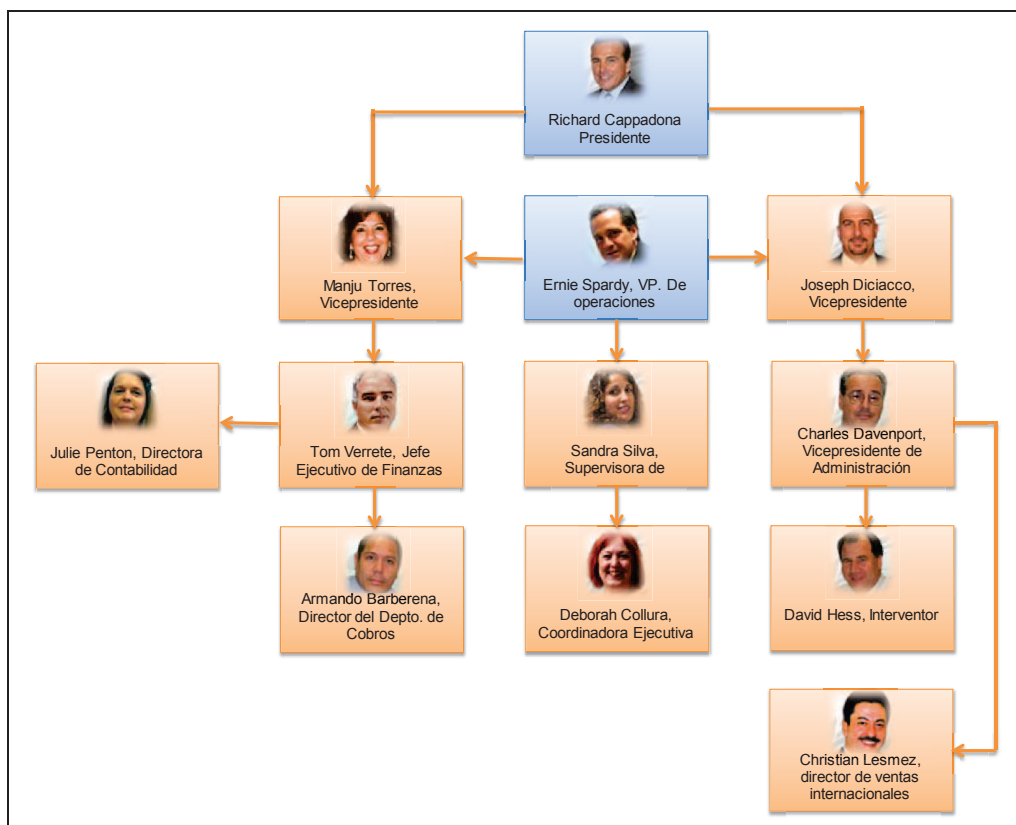 Richard Cappadona
Presidente
Manju Torres,
Vicepresidente
Ernie Spardy, VP. De
operaciones
Joseph Diciacco,
Vicepresidente
Julie Penton, Directora
de Contabilidad
Tom Verrete, Jefe
Ejecutivo de Finanzas
Sandra Silva,
Supervisora de
Charles Davenport,
Vicepresidente de
Administración
Armando Barberena,
Director del Depto. de
Cobros
Deborah Collura,
Coordinadora Ejecutiva
David Hess, Interventor
Christian Lesmez,
director de ventas
internacionales